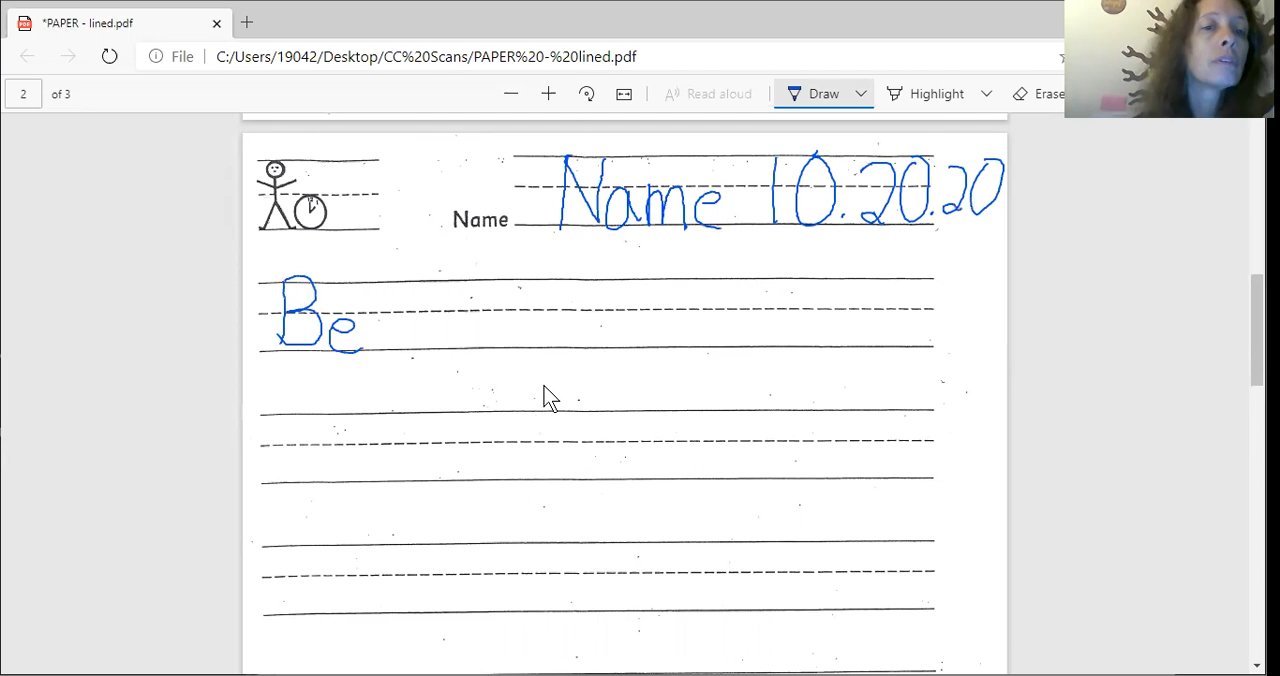 *PAPER - lined.pdf
File C:/Users/19042/Desktop/CC%20Scans/PAPER%20-%20lined.pdf
2 of 3 Read aloud Draw Highlight Erase
Name Name 10.20.20
Be